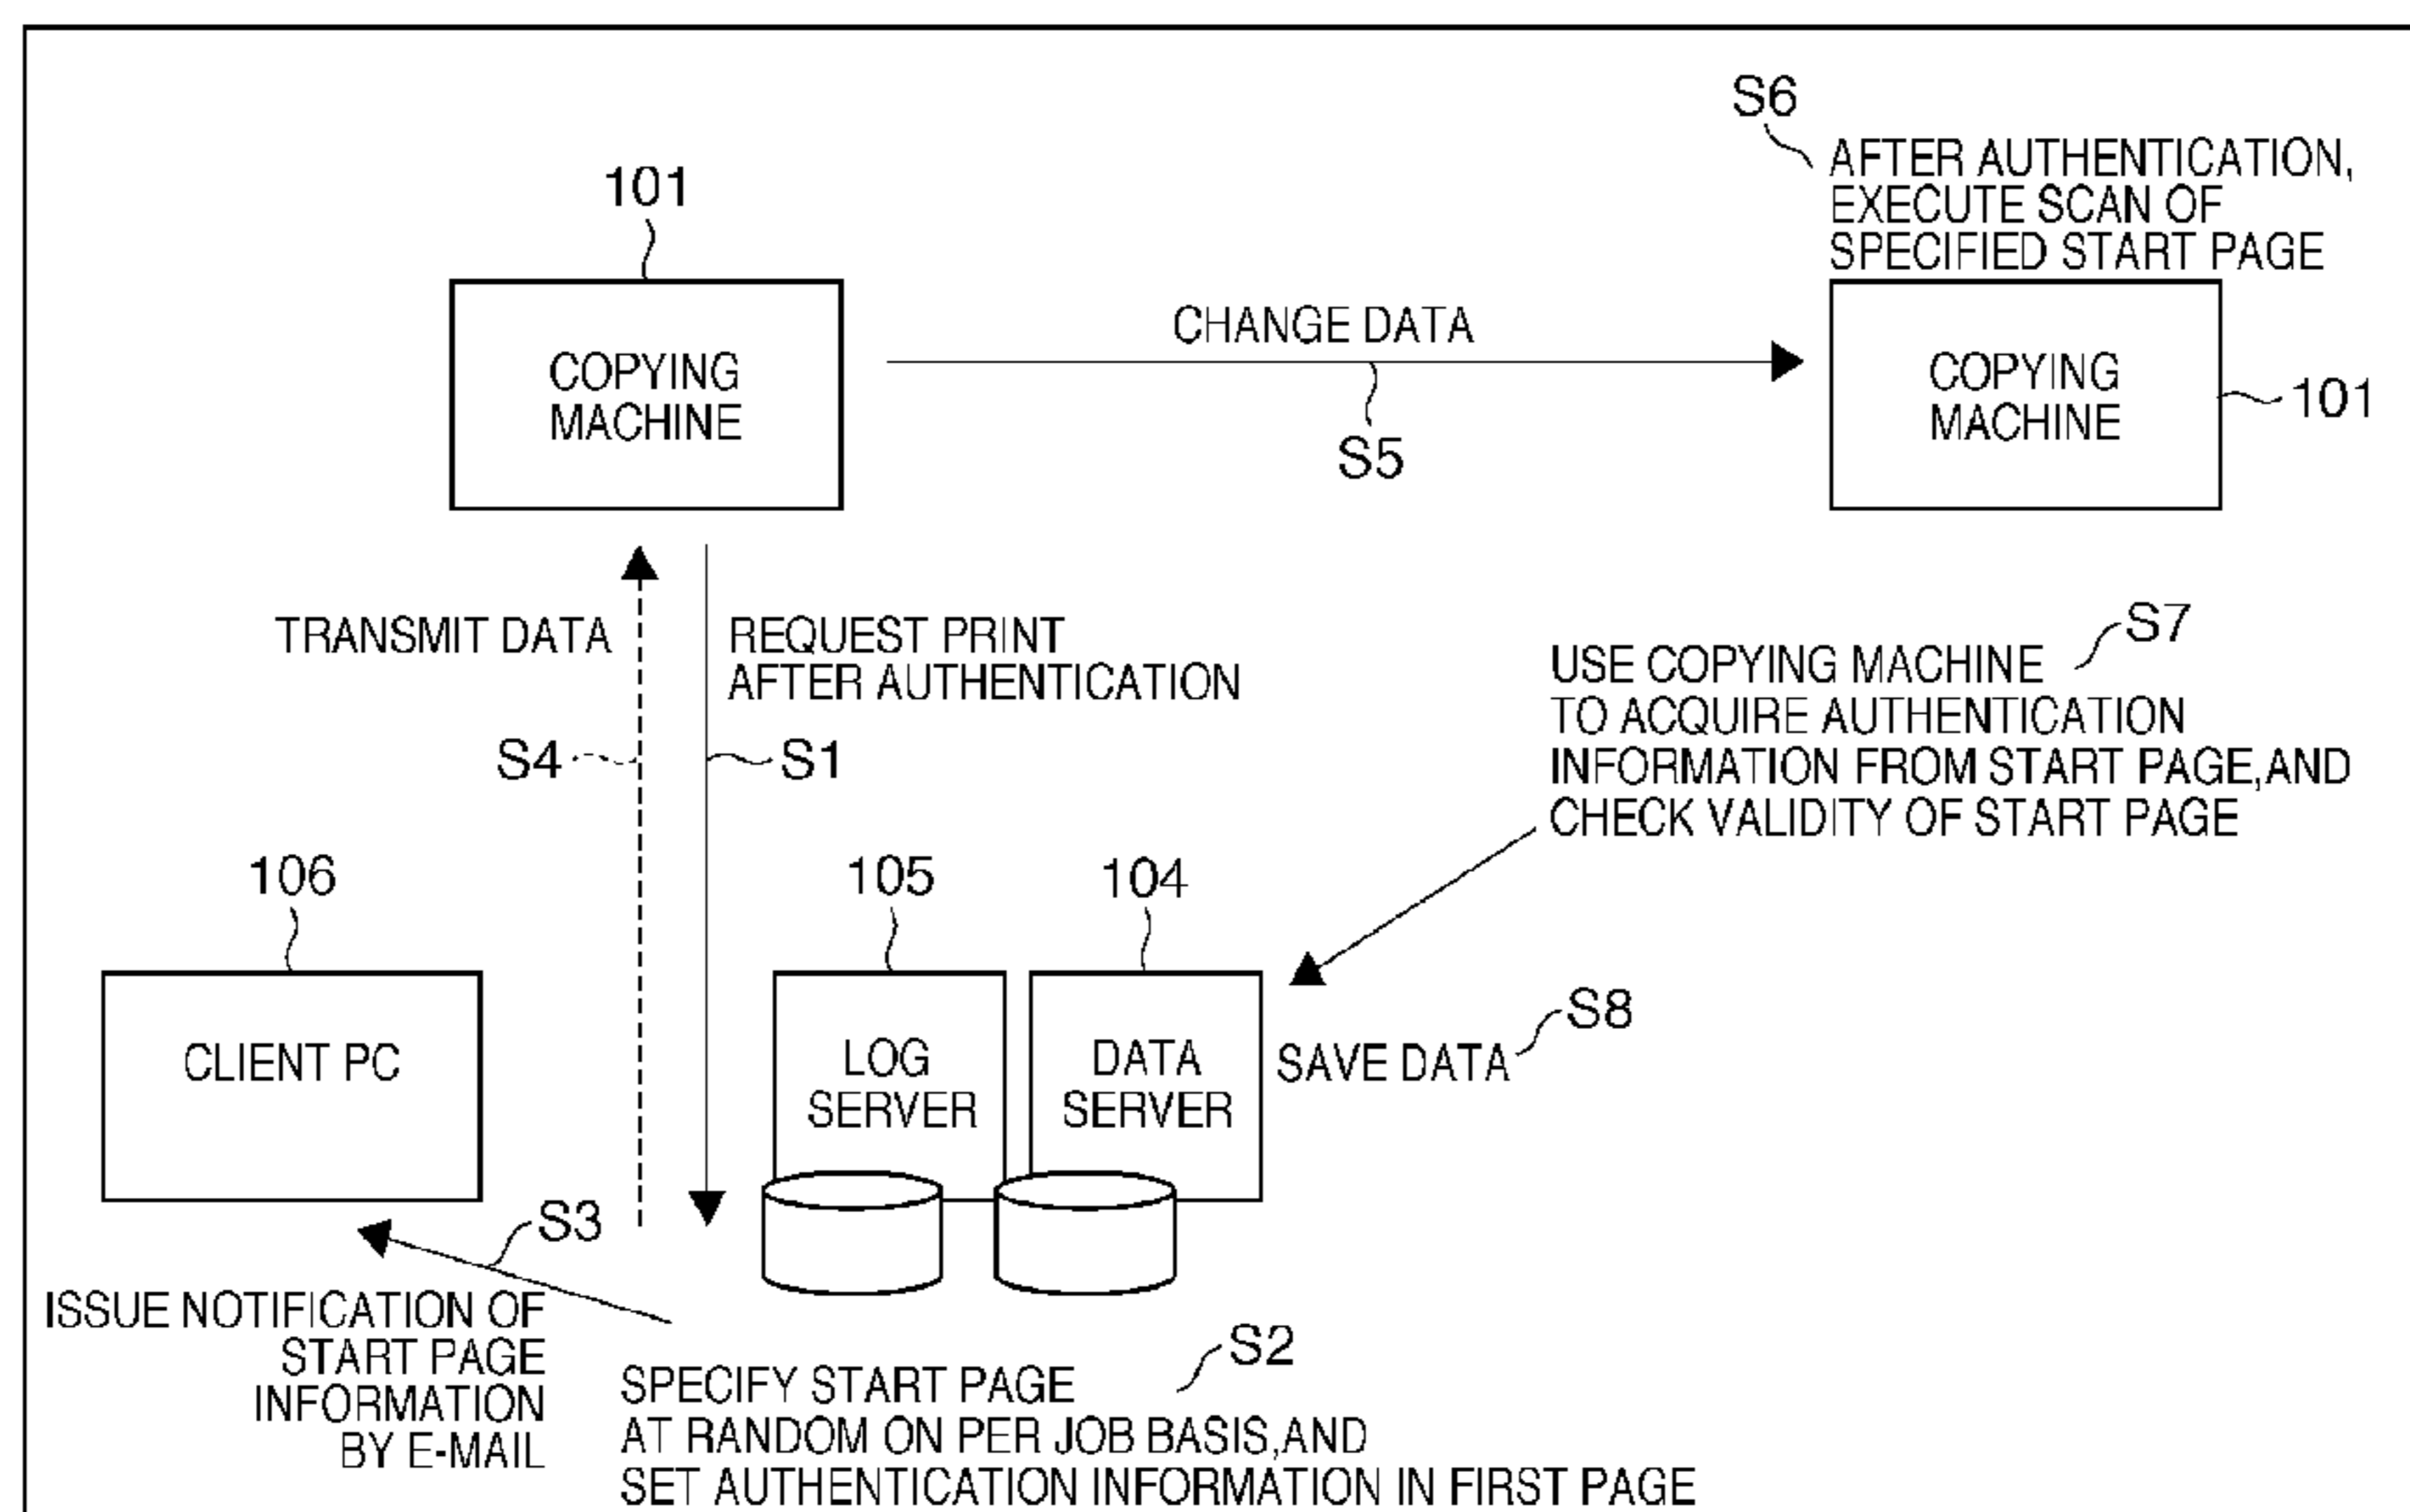 S6
AFTER AUTHENTICATION,
EXECUTE SCAN OF
SPECIFIED START PAGE
101
COPYING
MACHINE
CHANGE DATA
S5
COPYING
MACHINE
101
TRANSMIT DATA
S4
REQUEST PRINT
AFTER AUTHENTICATION
S1
S7
USE COPYING MACHINE
TO ACQUIRE AUTHENTICATION
INFORMATION FROM START PAGE,AND
CHECK VALIDITY OF START PAGE
106
CLIENT PC
105
LOG
SERVER
104
DATA
SERVER
S8
SAVE DATA
S3
ISSUE NOTIFICATION OF
START PAGE
INFORMATION
BY E-MAIL
S2
SPECIFY START PAGE
AT RANDOM ON PER JOB BASIS,AND
SET AUTHENTICATION INFORMATION IN FIRST PAGE